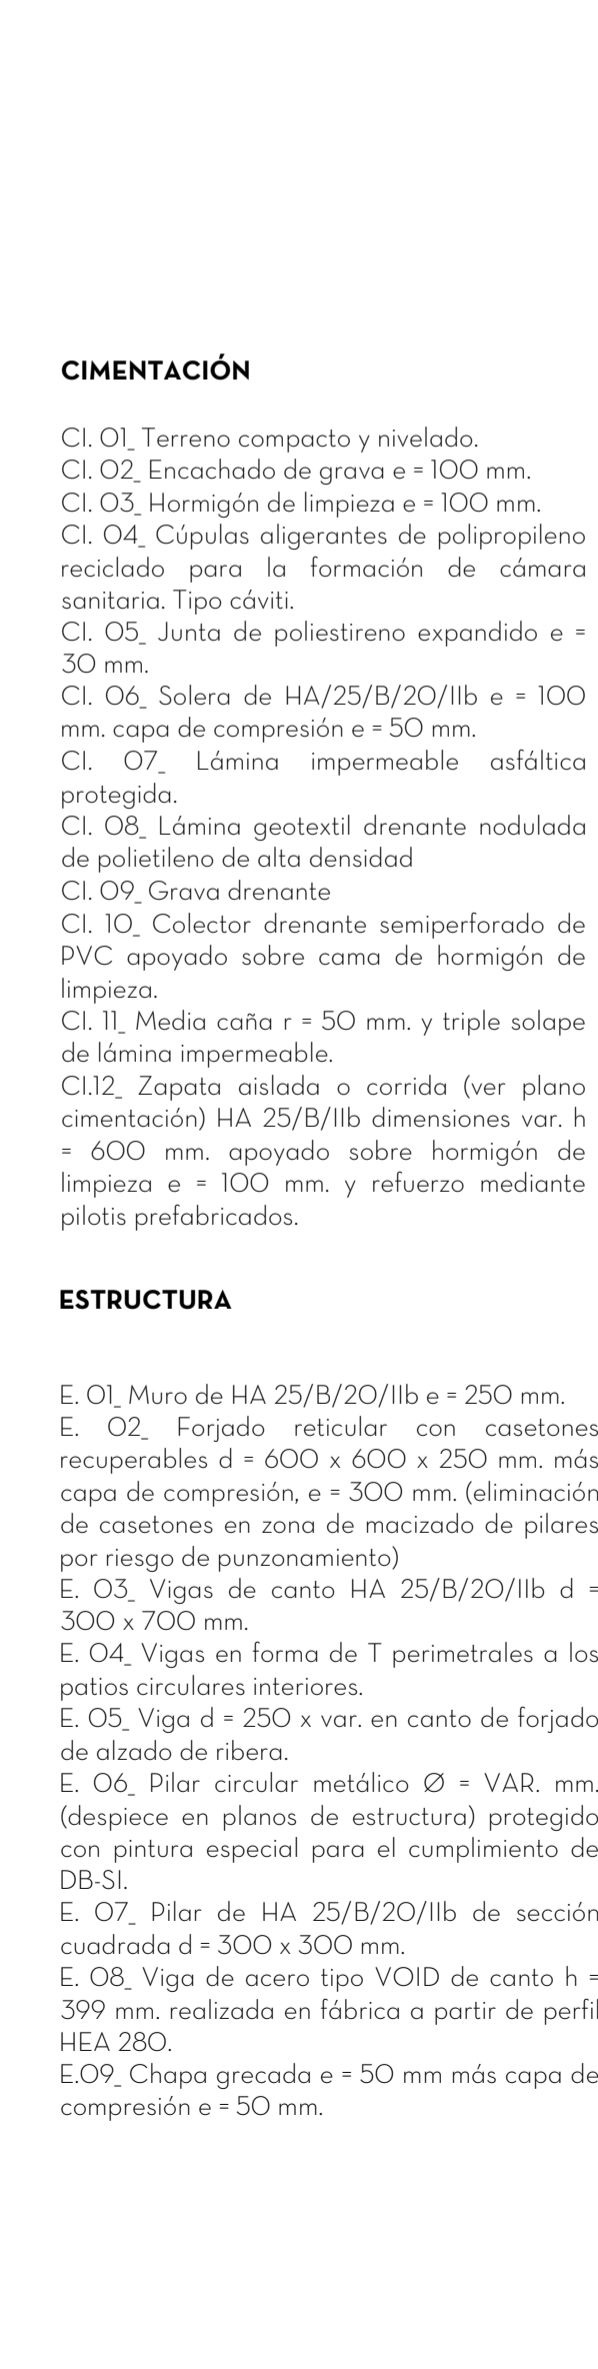 CIMENTACIÓN
CI. 01_ Terreno compacto y nivelado.
CI. 02_ Encachado de grava e = 100 mm.
CI. 03_ Hormigón de limpieza e = 100 mm.
CI. 04_ Cúpulas aligerantes de polipropileno
reciclado para la formación de cámara
sanitaria. Tipo cáviti.
CI. 05_ Junta de poliestireno expandido e =
30 mm.
CI. 06_ Solera de HA/25/B/20/IIb e = 100
mm. capa de compresión e = 50 mm.
CI. 07_ Lámina impermeable asfáltica
protegida.
CI. 08_ Lámina geotextil drenante nodulada
de polietileno de alta densidad
CI. 09_ Grava drenante
CI. 10_ Colector drenante semiperforado de
PVC apoyado sobre cama de hormigón de
limpieza.
CI. 11_ Media caña r = 50 mm. y triple solape
de lámina impermeable.
CI.12_ Zapata aislada o corrida (ver plano
cimentación) HA 25/B/IIb dimensiones var. h
= 600 mm. apoyado sobre hormigón de
limpieza e = 100 mm. y refuerzo mediante
pilotis prefabricados.
ESTRUCTURA
E. 01_ Muro de HA 25/B/20/IIb e = 250 mm.
E. 02_ Forjado reticular con casetones
recuperables d = 600 x 600 x 250 mm. más
capa de compresión, e = 300 mm. (eliminación
de casetones en zona de macizado de pilares
por riesgo de punzonamiento)
E. 03_ Vigas de canto HA 25/B/20/IIb d =
300 x 700 mm.
E. 04_ Vigas en forma de T perimetrales a los
patios circulares interiores.
E. 05_ Viga d = 250 x var. en canto de forjado
de alzado de ribera.
E. 06_ Pilar circular metálico Ø = VAR. mm.
(despiece en planos de estructura) protegido
con pintura especial para el cumplimiento de
DB-SI.
E. 07_ Pilar de HA 25/B/20/IIb de sección
cuadrada d = 300 x 300 mm.
E. 08_ Viga de acero tipo VOID de canto h =
399 mm. realizada en fábrica a partir de perfil
HEA 280.
E.09_ Chapa grecada e = 50 mm más capa de
compresión e = 50 mm.